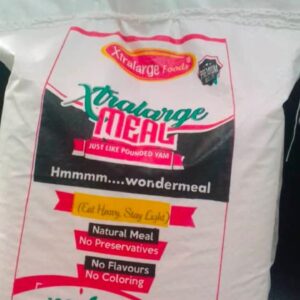 Xtralarge Foods
PREMIUM
Xtralarge
MEAL
JUST LIKE POUNDED YAM
Hmmmm....wondermeal
(Eat Heavy, Stay Light)
Natural Meal
No Preservatives
No Flavours
No Coloring